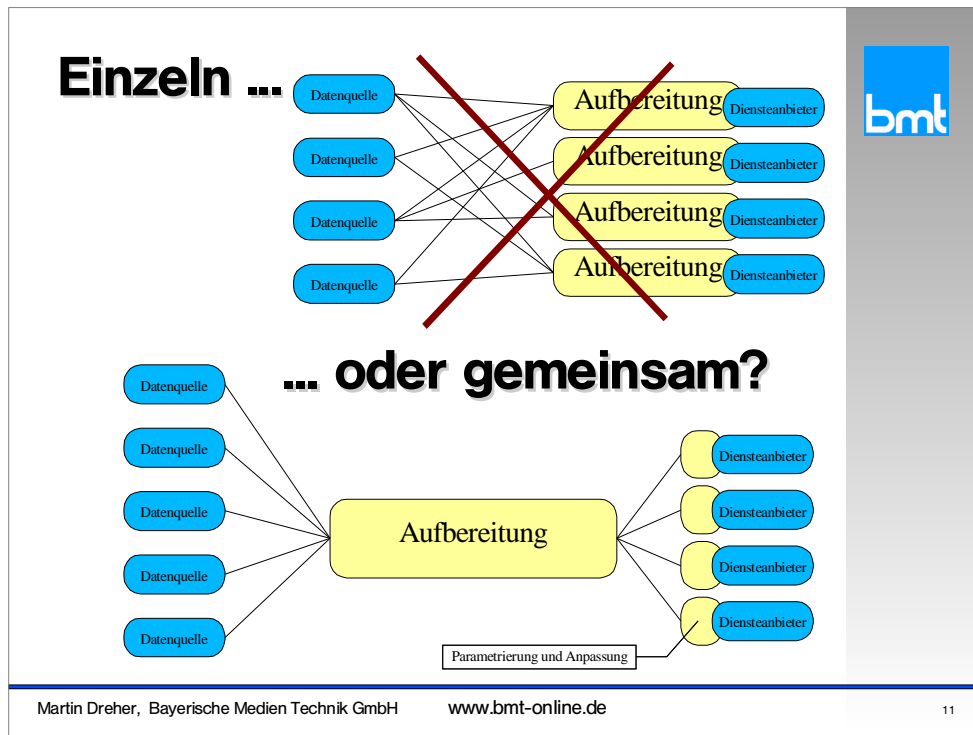 Einzeln ...
Datenquelle
Datenquelle
Datenquelle
Datenquelle
Aufbereitung
Diensteanbieter
Aufbereitung
Diensteanbieter
Aufbereitung
Diensteanbieter
Aufbereitung
Diensteanbieter
bmt
... oder gemeinsam?
Datenquelle
Datenquelle
Datenquelle
Datenquelle
Datenquelle
Aufbereitung
Diensteanbieter
Diensteanbieter
Diensteanbieter
Diensteanbieter
Parametrierung und Anpassung
Martin Dreher, Bayerische Medien Technik GmbH www.bmt-online.de 11